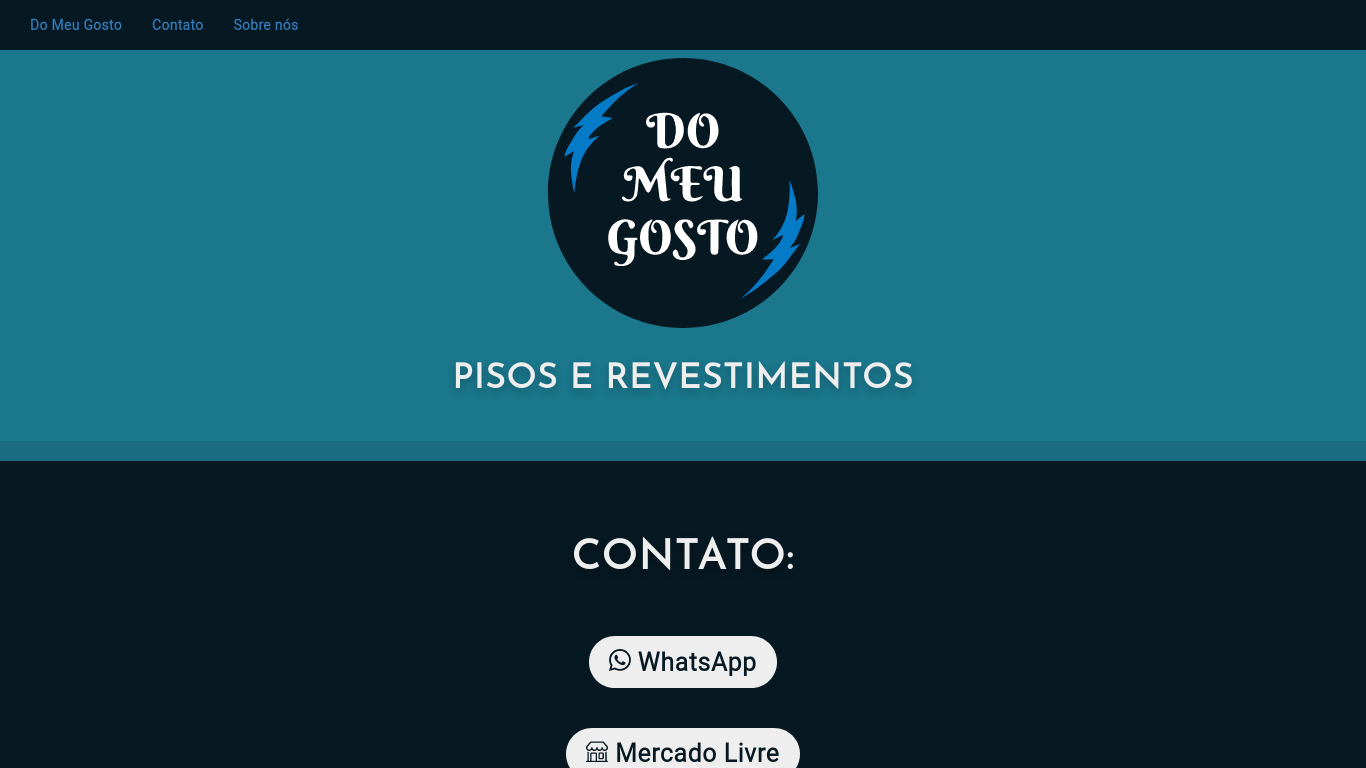 Do Meu Gosto Contato Sobre nós
DO
MEU
GOSTO
PISOS E REVESTIMENTOS
CONTATO:
WhatsApp
Mercado Livre